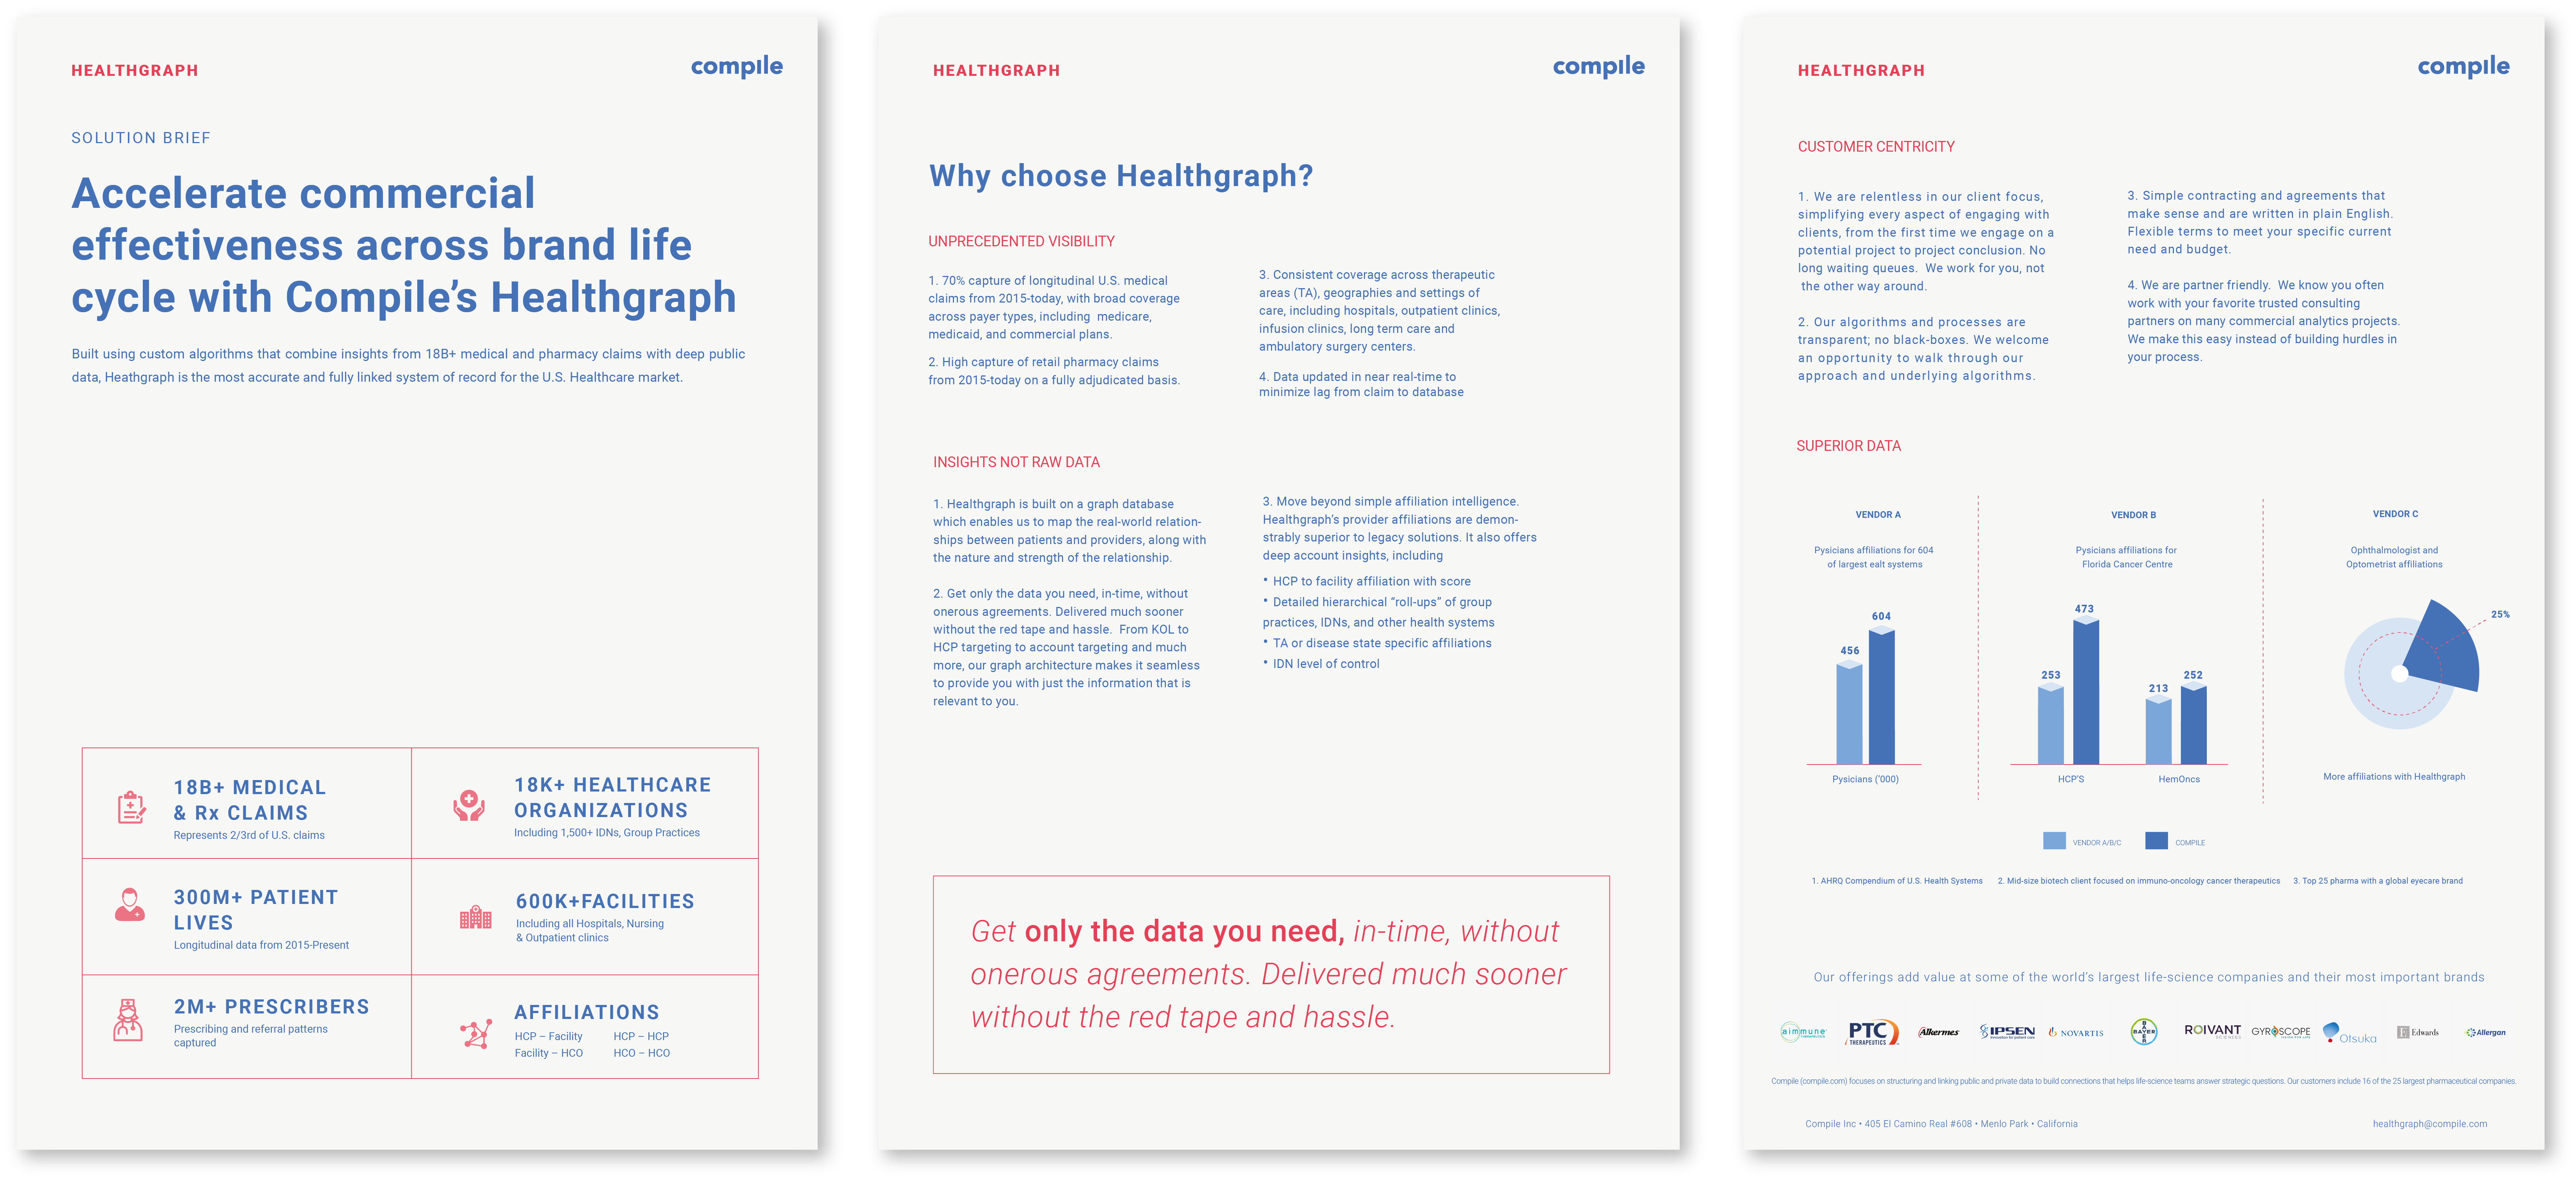 HEALTHGRAPH
compıle
SOLUTION BRIEF
Accelerate commercial
effectiveness across brand life
cycle with Compile’s Healthgraph
Built using custom algorithms that combine insights from 18B+ medical and pharmacy claims with deep public
data, Heathgraph is the most accurate and fully linked system of record for the U.S. Healthcare market.
18B+ MEDICAL
& Rx CLAIMS
Represents 2/3rd of U.S. claims
18K+ HEALTHCARE
ORGANIZATIONS
Including 1,500+ IDNs, Group Practices
300M+ PATIENT
LIVES
Longitudinal data from 2015-Present
600K+FACILITIES
Including all Hospitals, Nursing
& Outpatient clinics
2M+ PRESCRIBERS
Prescribing and referral patterns
captured
AFFILIATIONS
HCP – Facility HCP – HCP
Facility – HCO HCO – HCO
HEALTHGRAPH
compıle
Why choose Healthgraph?
UNPRECEDENTED VISIBILITY
1. 70% capture of longitudinal U.S. medical
claims from 2015-today, with broad coverage
across payer types, including  medicare,
medicaid, and commercial plans.
2. High capture of retail pharmacy claims
from 2015-today on a fully adjudicated basis.
3. Consistent coverage across therapeutic
areas (TA), geographies and settings of
care, including hospitals, outpatient clinics,
infusion clinics, long term care and
ambulatory surgery centers.
4. Data updated in near real-time to
minimize lag from claim to database
INSIGHTS NOT RAW DATA
1. Healthgraph is built on a graph database
which enables us to map the real-world relation-
ships between patients and providers, along with
the nature and strength of the relationship.
2. Get only the data you need, in-time, without
onerous agreements. Delivered much sooner
without the red tape and hassle.  From KOL to
HCP targeting to account targeting and much
more, our graph architecture makes it seamless
to provide you with just the information that is
relevant to you.
3. Move beyond simple affiliation intelligence.
Healthgraph’s provider affiliations are demon-
strably superior to legacy solutions. It also offers
deep account insights, including
• HCP to facility affiliation with score
• Detailed hierarchical “roll-ups” of group
practices, IDNs, and other health systems
• TA or disease state specific affiliations
• IDN level of control
Get only the data you need, in-time, without
onerous agreements. Delivered much sooner
without the red tape and hassle.
HEALTHGRAPH
compıle
CUSTOMER CENTRICITY
1. We are relentless in our client focus,
simplifying every aspect of engaging with
clients, from the first time we engage on a
potential project to project conclusion. No
long waiting queues.  We work for you, not
the other way around.
2. Our algorithms and processes are
transparent; no black-boxes. We welcome
an opportunity to walk through our
approach and underlying algorithms.
3. Simple contracting and agreements that
make sense and are written in plain English.
Flexible terms to meet your specific current
need and budget.
4. We are partner friendly.  We know you often
work with your favorite trusted consulting
partners on many commercial analytics projects.
We make this easy instead of building hurdles in
your process.
SUPERIOR DATA
VENDOR A
Pysicians affiliations for 604
of largest ealt systems
456
604
Pysicians (’000)
VENDOR B
Pysicians affiliations for
Florida Cancer Centre
253
473
213
252
HCP’S
HemOncs
VENDOR C
Ophthalmologist and
Optometrist affiliations
25%
More affiliations with Healthgraph
VENDOR A/B/C
COMPILE
1. AHRQ Compendium of U.S. Health Systems
2. Mid-size biotech client focused on immuno-oncology cancer therapeutics
3. Top 25 pharma with a global eyecare brand
Our offerings add value at some of the world’s largest life-science companies and their most important brands
aimmune
THERAPEUTICS
PTC
THERAPEUTICS
Alkermes
IPSEN
Innovation for patient care
NOVARTIS
BAYER
BAYER
ROIVANT
SCIENCES
GYROSCOPE
VISION FOR LIFE
Otsuka
Edwards
Allergan
Compile (compile.com) focuses on structuring and linking public and private data to build connections that helps life-science teams answer strategic questions. Our customers include 16 of the 25 largest pharmaceutical companies.
Compile Inc • 405 El Camino Real #608 • Menlo Park • California
healthgraph@compile.com